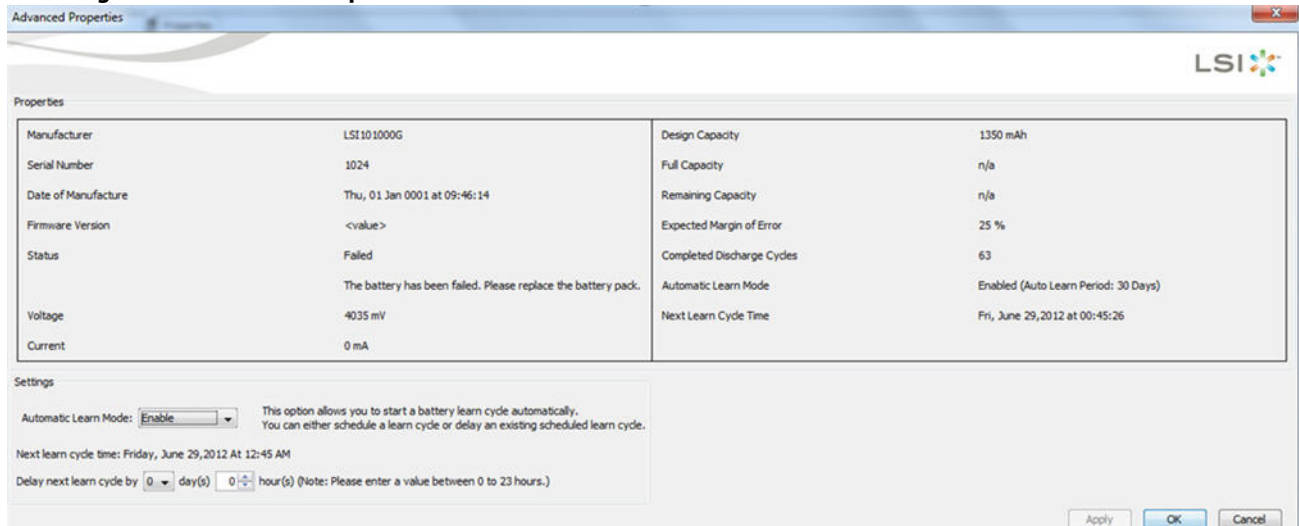 Advanced Properties
LSI
Properties
Manufacturer LSI101000G
Serial Number 1024
Date of Manufacture Thu, 01 Jan 0001 at 09:46:14
Firmware Version <value>
Status Failed
The battery has been failed. Please replace the battery pack.
Voltage 4035 mV
Current 0 mA
Design Capacity 1350 mAh
Full Capacity n/a
Remaining Capacity n/a
Expected Margin of Error 25 %
Completed Discharge Cycles 63
Automatic Learn Mode Enabled (Auto Learn Period: 30 Days)
Next Learn Cycle Time Fri, June 29,2012 at 00:45:26
Settings
Automatic Learn Mode: Enable
This option allows you to start a battery learn cycle automatically.
You can either schedule a learn cycle or delay an existing scheduled learn cycle.
Next learn cycle time: Friday, June 29,2012 At 12:45 AM
Delay next learn cycle by 0 day(s) 0 hour(s) (Note: Please enter a value between 0 to 23 hours.)
Apply OK Cancel